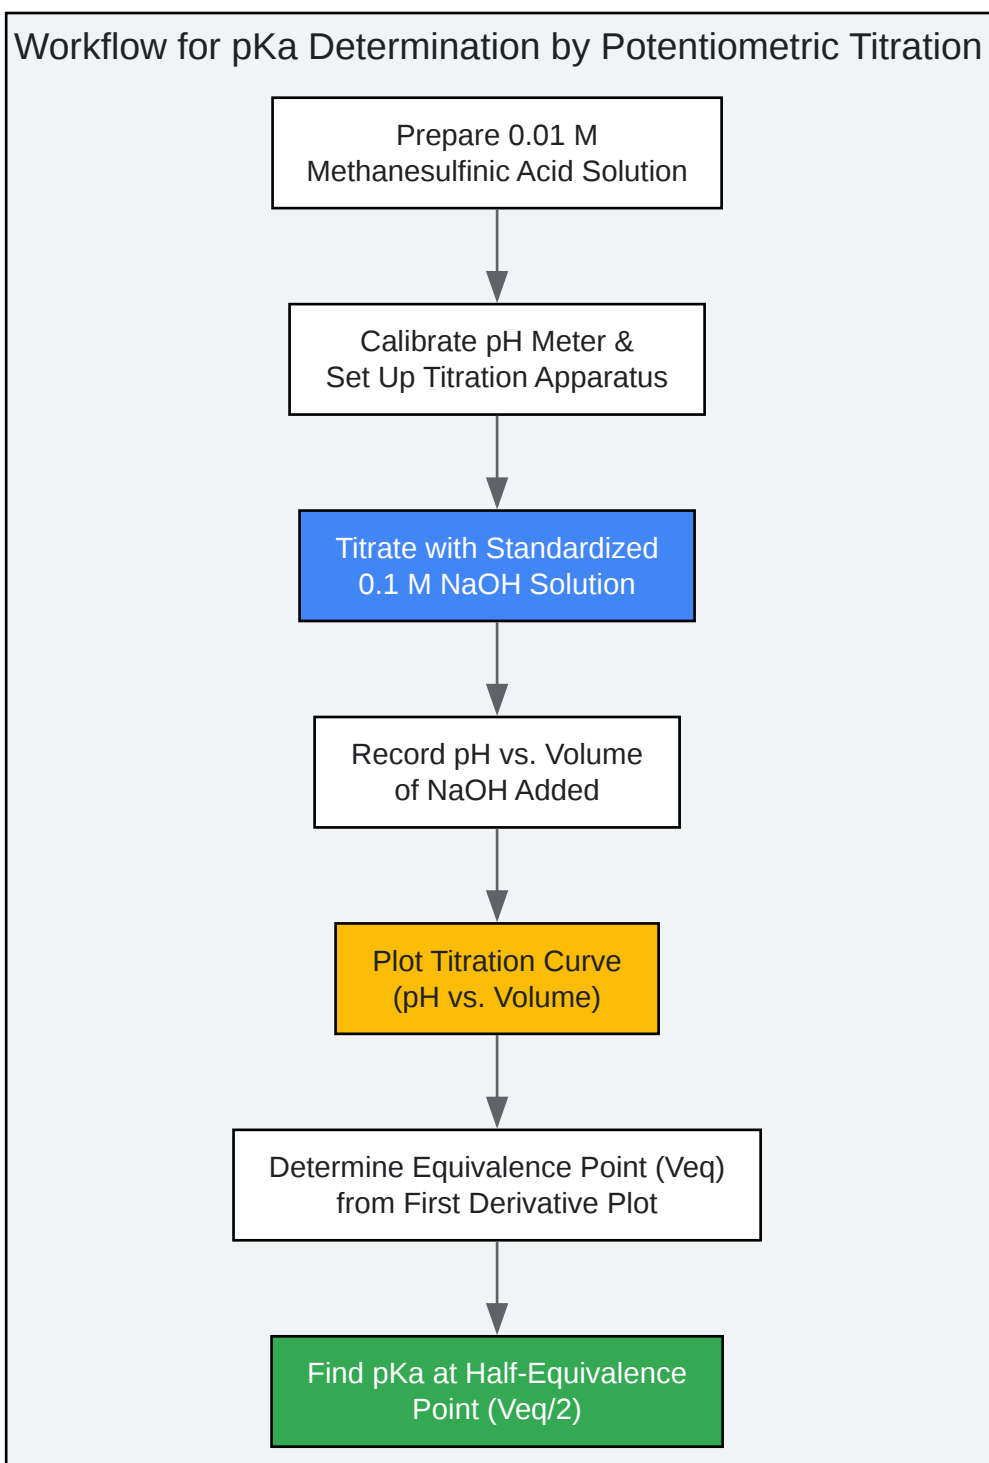 Workflow for pKa Determination by Potentiometric Titration
Prepare 0.01 M
Methanesulfinic Acid Solution
Calibrate pH Meter &
Set Up Titration Apparatus
Titrate with Standardized
0.1 M NaOH Solution
Record pH vs. Volume
of NaOH Added
Plot Titration Curve
(pH vs. Volume)
Determine Equivalence Point (Veq)
from First Derivative Plot
Find pKa at Half-Equivalence
Point (Veq/2)